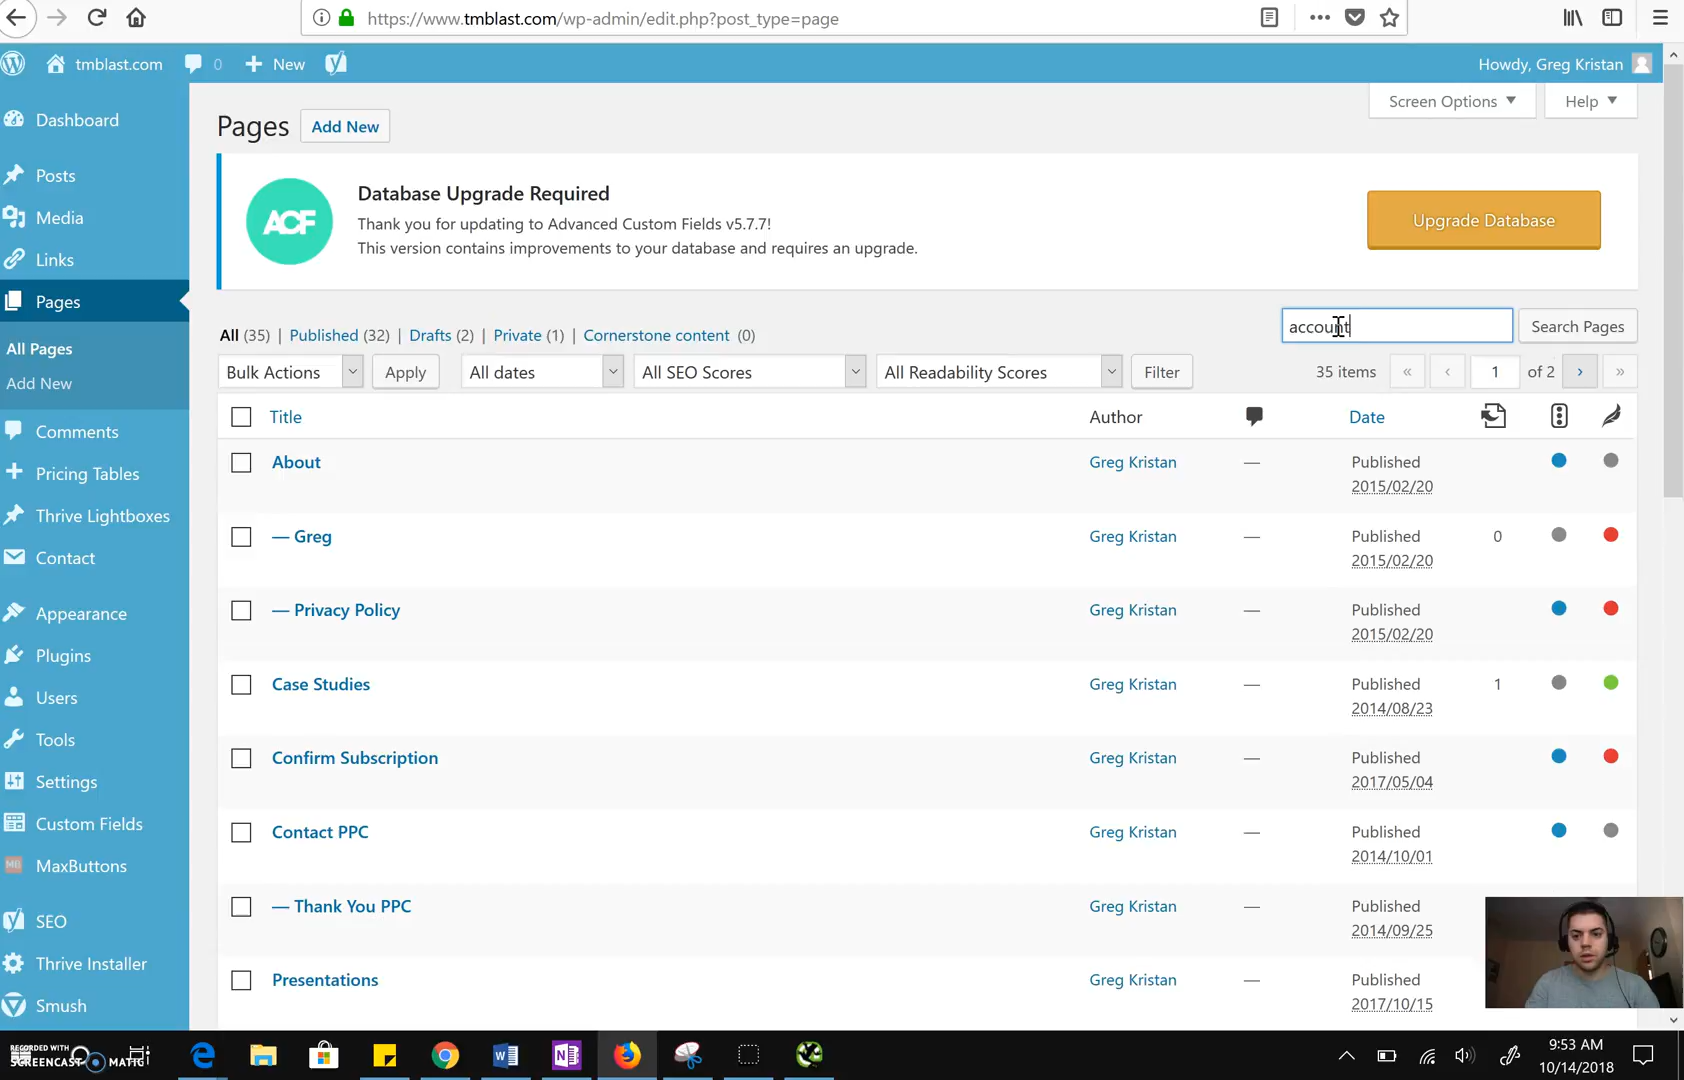 https://www.tmblast.com/wp-admin/edit.php?post_type=page
tmblast.com 0 New Howdy, Greg Kristan
Screen Options Help
Dashboard
Posts
Media
Links
Pages
All Pages
Add New
Comments
Pricing Tables
Thrive Lightboxes
Contact
Appearance
Plugins
Users
Tools
Settings
Custom Fields
MaxButtons
SEO
Thrive Installer
Smush
Pages Add New
ACF
Database Upgrade Required
Thank you for updating to Advanced Custom Fields v5.7.7!
This version contains improvements to your database and requires an upgrade.
Upgrade Database
All (35) | Published (32) | Drafts (2) | Private (1) | Cornerstone content (0)
account Search Pages
Bulk Actions Apply All dates All SEO Scores All Readability Scores Filter 35 items « ‹ 1 of 2 › »
Title Author Date
About Greg Kristan — Published
2015/02/20
— Greg Greg Kristan — Published 0
2015/02/20
— Privacy Policy Greg Kristan — Published
2015/02/20
Case Studies Greg Kristan — Published 1
2014/08/23
Confirm Subscription Greg Kristan — Published
2017/05/04
Contact PPC Greg Kristan — Published
2014/10/01
— Thank You PPC Greg Kristan — Published
2014/09/25
Presentations Greg Kristan — Published
2017/10/15
RECORDED WITH
SCREENCAST MATIC
9:53 AM
10/14/2018